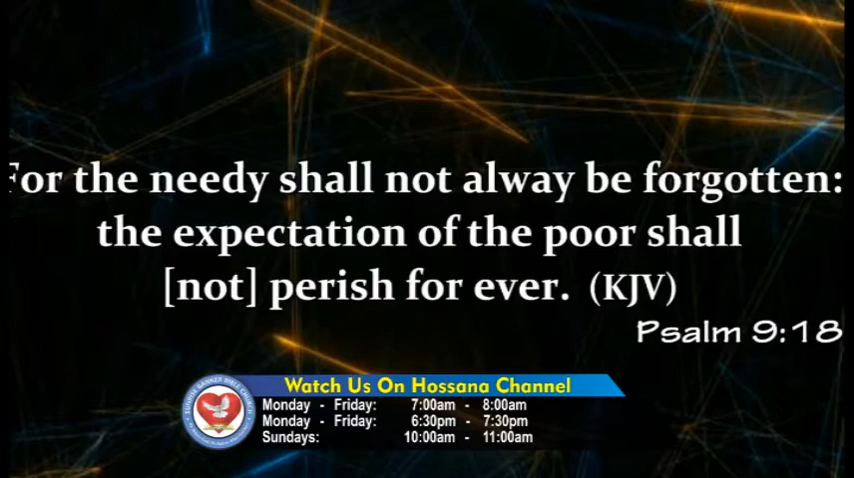 For the needy shall not alway be forgotten:
the expectation of the poor shall
[not] perish for ever. (KJV)
Psalm 9:18
Watch Us On Hossana Channel
Monday - Friday: 7:00am - 8:00am
Monday - Friday: 6:30pm - 7:30pm
Sundays: 10:00am - 11:00am